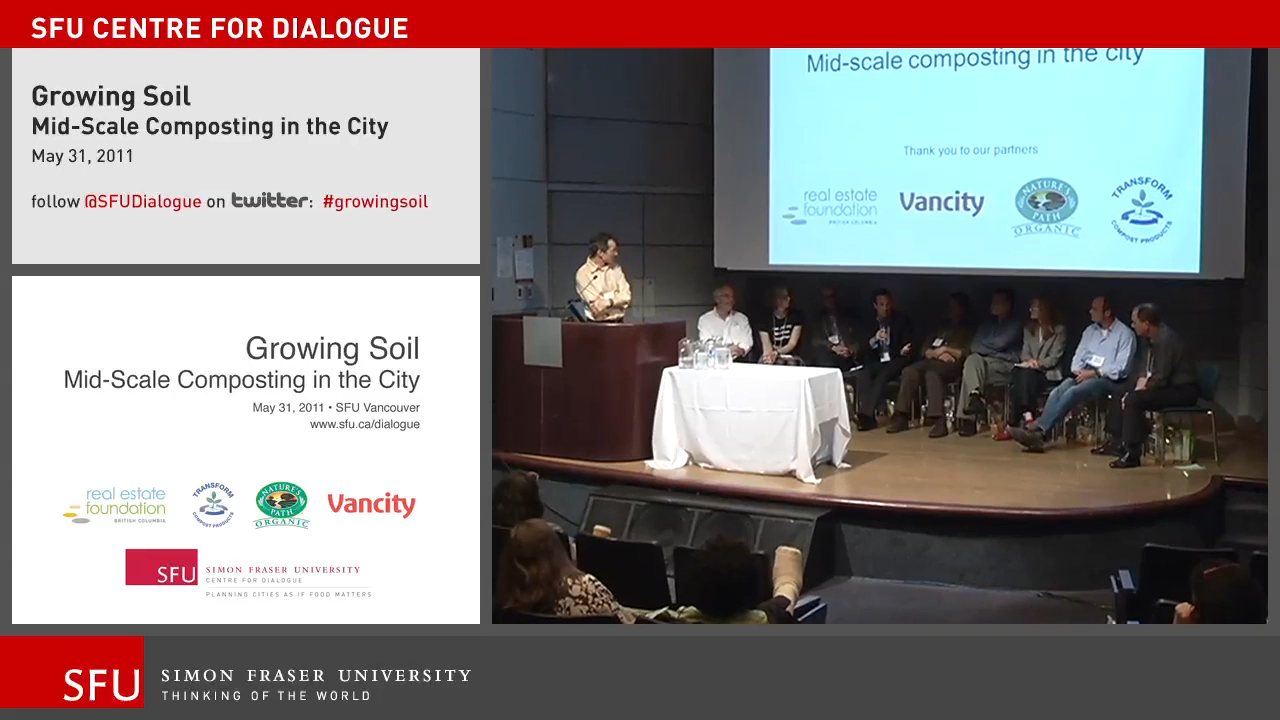 SFU CENTRE FOR DIALOGUE
Growing Soil
Mid-Scale Composting in the City
May 31, 2011
follow @SFUDialogue on twitter: #growingsoil
Growing Soil
Mid-Scale Composting in the City
May 31, 2011 • SFU Vancouver
www.sfu.ca/dialogue
real estate
foundation
BRITISH COLUMBIA
TRANSFORM
COMPOST PRODUCTS
NATURE'S
PATH
ORGANIC
Vancity
SFU
SIMON FRASER UNIVERSITY
CENTRE FOR DIALOGUE
PLANNING CITIES AS IF FOOD MATTERS
Mid-scale composting in the city
Thank you to our partners
real estate
foundation
BRITISH COLUMBIA
Vancity
NATURE'S
PATH
ORGANIC
TRANSFORM
COMPOST PRODUCTS
SFU
SIMON FRASER UNIVERSITY
THINKING OF THE WORLD